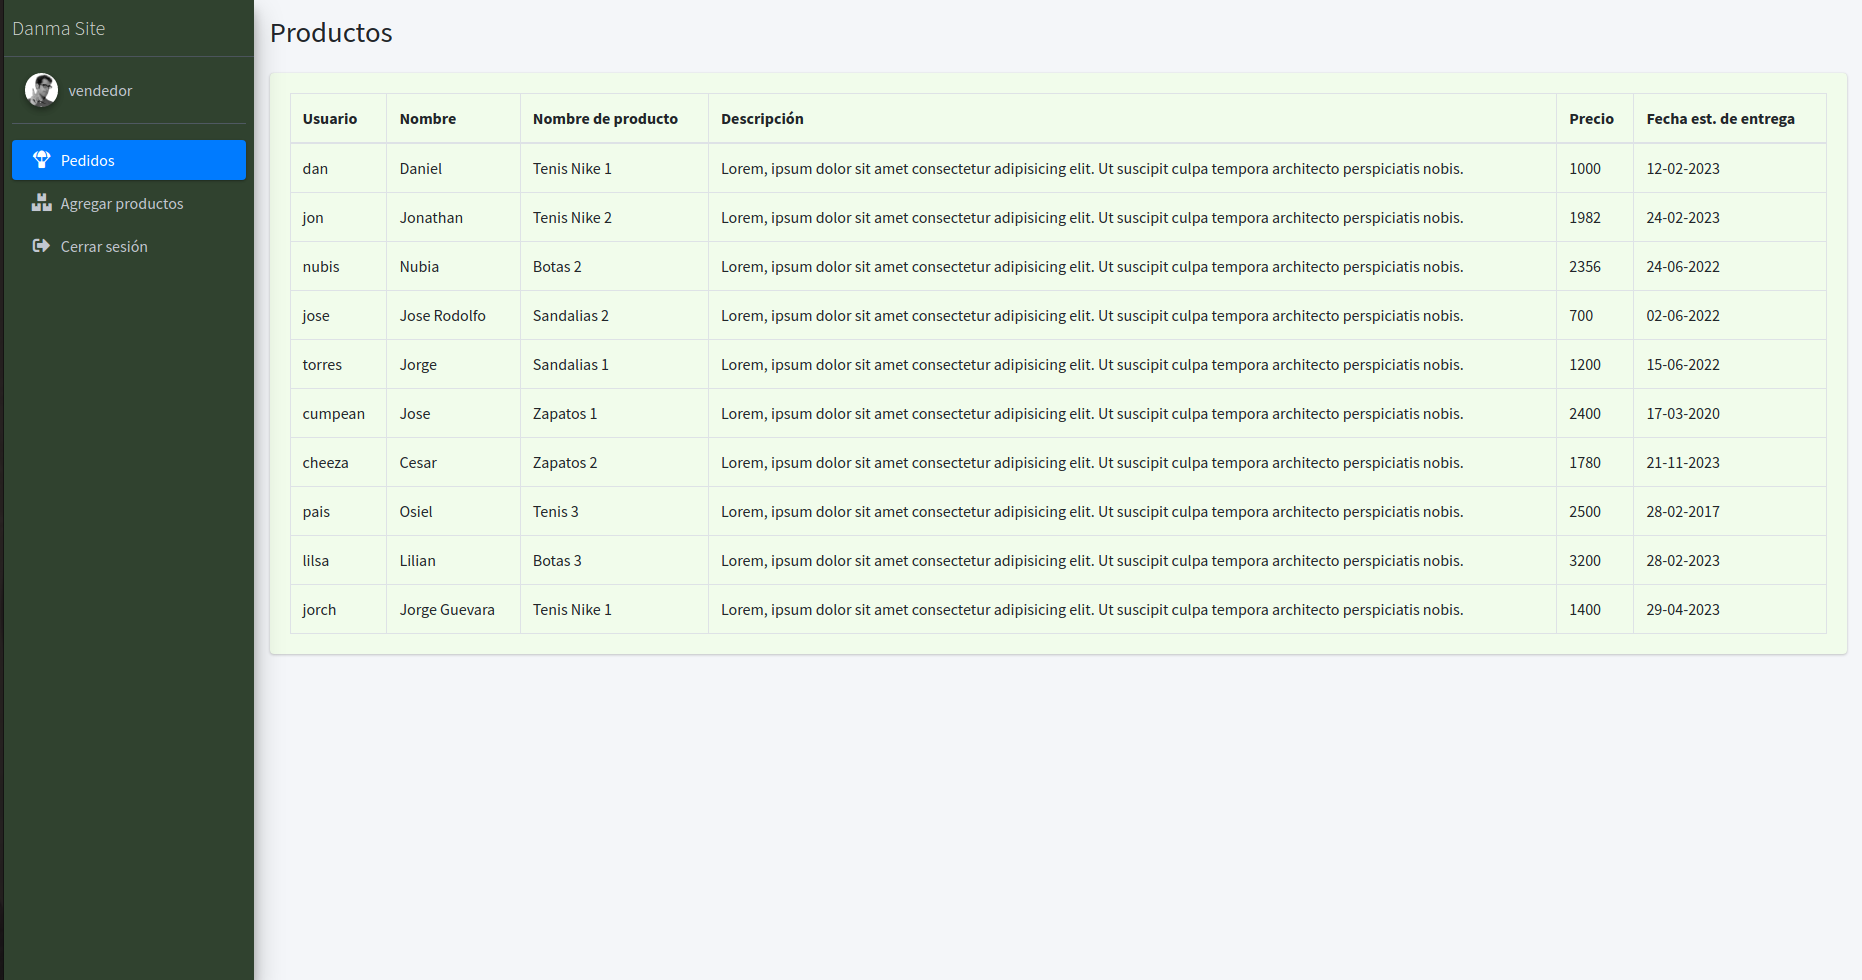 Danma Site
vendedor
Pedidos
Agregar productos
Cerrar sesión
Productos
Usuario Nombre Nombre de producto Descripción Precio Fecha est. de entrega
dan Daniel Tenis Nike 1 Lorem, ipsum dolor sit amet consectetur adipisicing elit. Ut suscipit culpa tempora architecto perspiciatis nobis. 1000 12-02-2023
jon Jonathan Tenis Nike 2 Lorem, ipsum dolor sit amet consectetur adipisicing elit. Ut suscipit culpa tempora architecto perspiciatis nobis. 1982 24-02-2023
nubis Nubia Botas 2 Lorem, ipsum dolor sit amet consectetur adipisicing elit. Ut suscipit culpa tempora architecto perspiciatis nobis. 2356 24-06-2022
jose Jose Rodolfo Sandalias 2 Lorem, ipsum dolor sit amet consectetur adipisicing elit. Ut suscipit culpa tempora architecto perspiciatis nobis. 700 02-06-2022
torres Jorge Sandalias 1 Lorem, ipsum dolor sit amet consectetur adipisicing elit. Ut suscipit culpa tempora architecto perspiciatis nobis. 1200 15-06-2022
cumpean Jose Zapatos 1 Lorem, ipsum dolor sit amet consectetur adipisicing elit. Ut suscipit culpa tempora architecto perspiciatis nobis. 2400 17-03-2020
cheeza Cesar Zapatos 2 Lorem, ipsum dolor sit amet consectetur adipisicing elit. Ut suscipit culpa tempora architecto perspiciatis nobis. 1780 21-11-2023
pais Osiel Tenis 3 Lorem, ipsum dolor sit amet consectetur adipisicing elit. Ut suscipit culpa tempora architecto perspiciatis nobis. 2500 28-02-2017
lilsa Lilian Botas 3 Lorem, ipsum dolor sit amet consectetur adipisicing elit. Ut suscipit culpa tempora architecto perspiciatis nobis. 3200 28-02-2023
jorch Jorge Guevara Tenis Nike 1 Lorem, ipsum dolor sit amet consectetur adipisicing elit. Ut suscipit culpa tempora architecto perspiciatis nobis. 1400 29-04-2023